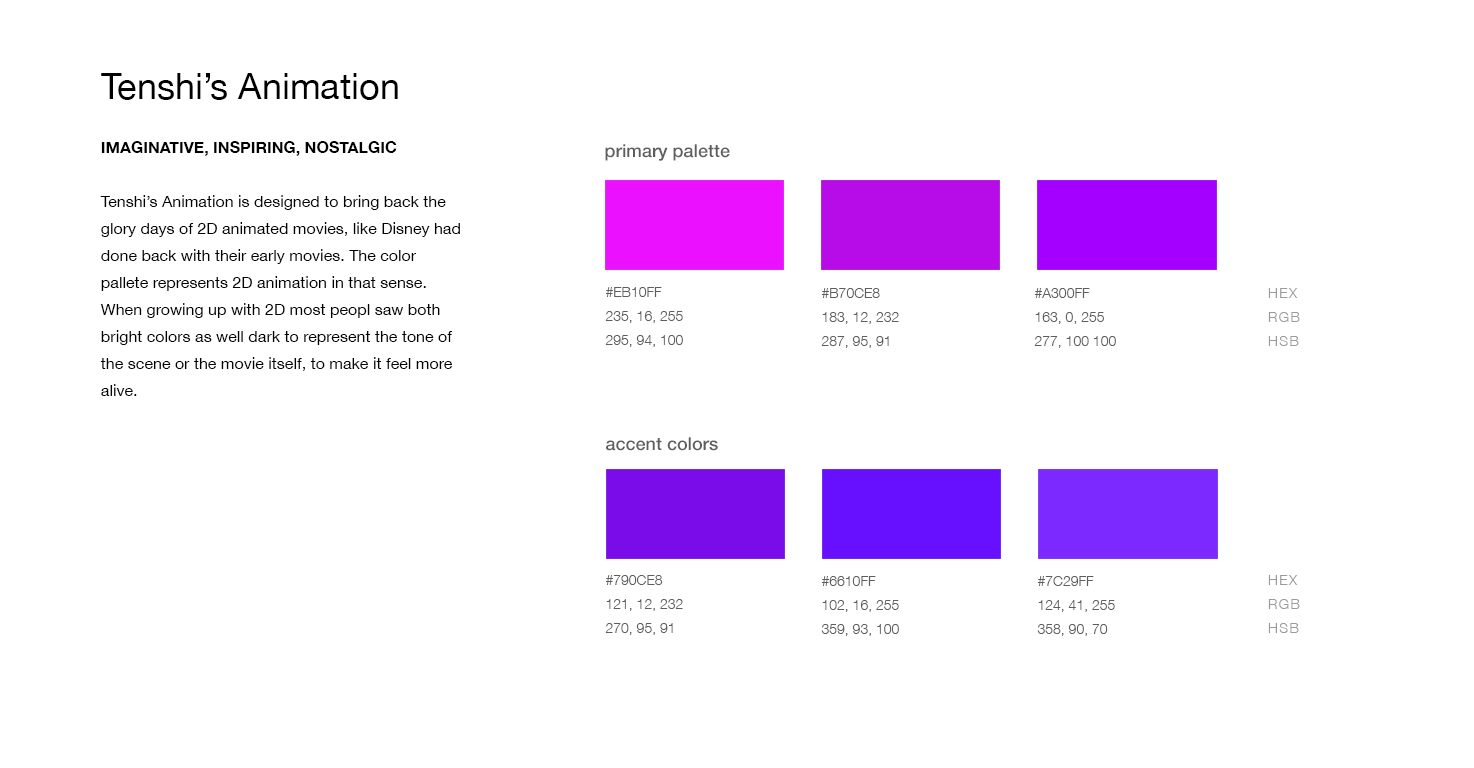 Tenshi’s Animation
IMAGINATIVE, INSPIRING, NOSTALGIC
Tenshi’s Animation is designed to bring back the
glory days of 2D animated movies, like Disney had
done back with their early movies. The color
pallete represents 2D animation in that sense.
When growing up with 2D most peopl saw both
bright colors as well dark to represent the tone of
the scene or the movie itself, to make it feel more
alive.
primary palette
#EB10FF #B70CE8 #A300FF HEX
235, 16, 255 183, 12, 232 163, 0, 255 RGB
295, 94, 100 287, 95, 91 277, 100 100 HSB
accent colors
#790CE8 #6610FF #7C29FF HEX
121, 12, 232 102, 16, 255 124, 41, 255 RGB
270, 95, 91 359, 93, 100 358, 90, 70 HSB